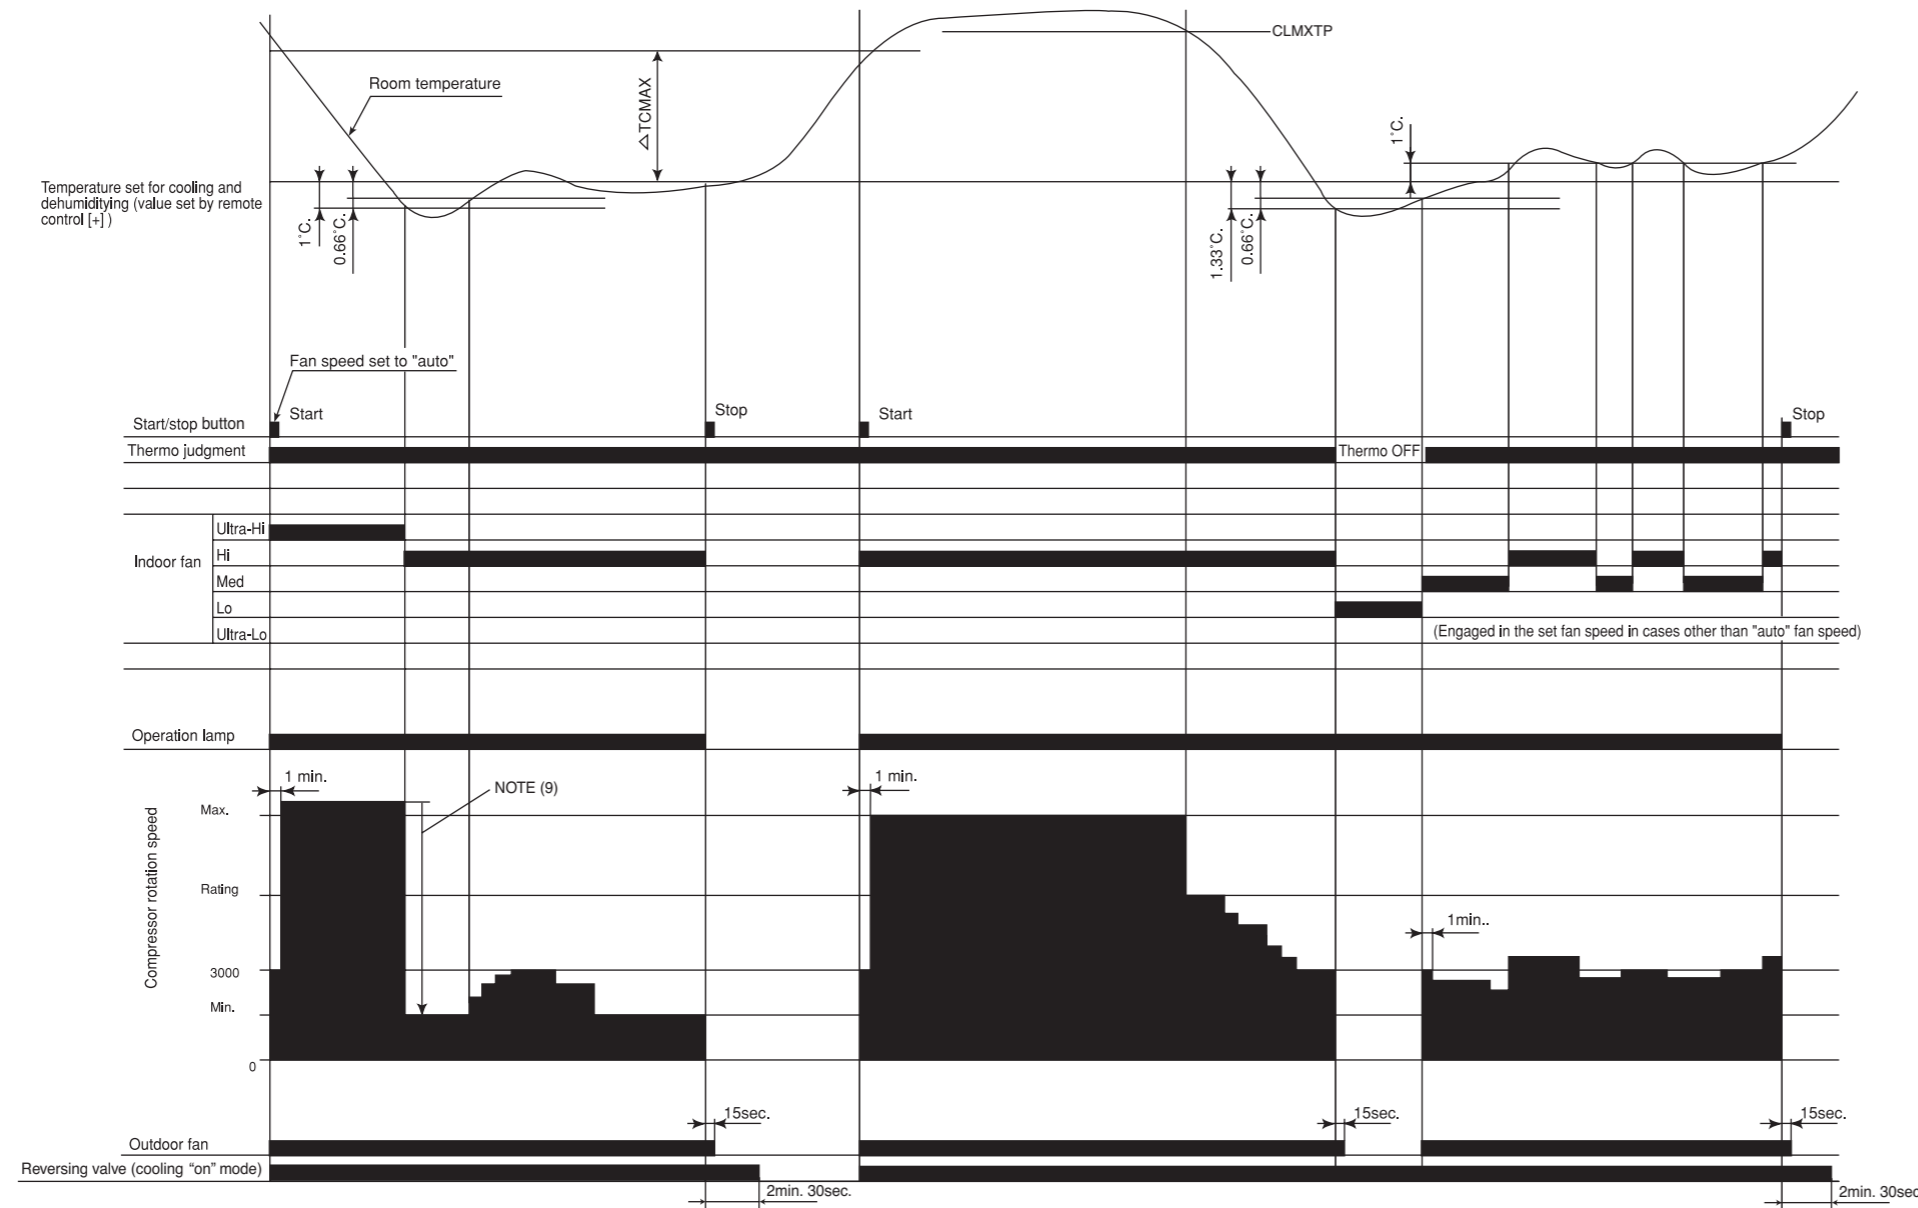 CLMXTP
Room temperature
△TCMAX
1°C.
Temperature set for cooling and
dehumiditying (value set by remote
control [+] )
1°C.
0.66°C.
1.33°C.
0.66°C.
Fan speed set to "auto"
Start/stop button
Start
Stop
Start
Stop
Thermo judgment
Thermo OFF
Indoor fan
Ultra-Hi
Hi
Med
Lo
Ultra-Lo
(Engaged in the set fan speed in cases other than "auto" fan speed)
Operation lamp
1 min.
NOTE (9)
1 min.
Compressor rotation speed
Max.
Rating
1min..
3000
Min.
0
15sec.
15sec.
15sec.
Outdoor fan
Reversing valve (cooling “on” mode)
2min. 30sec.
2min. 30sec